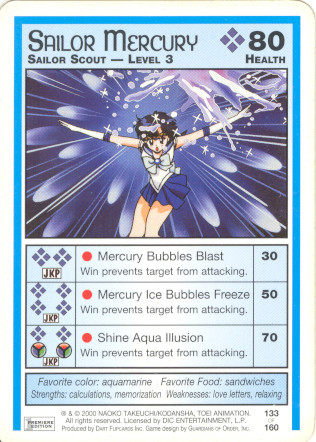 SAILOR MERCURY
80
SAILOR SCOUT — LEVEL 3
HEALTH
JKP
Mercury Bubbles Blast
30
Win prevents target from attacking.
JKP
Mercury Ice Bubbles Freeze
50
Win prevents target from attacking.
JKP
Shine Aqua Illusion
70
Win prevents target from attacking.
Favorite color: aquamarine Favorite Food: sandwiches
Strengths: calculations, memorization Weaknesses: love letters, relaxing
PREMIERE EDITION
® & © 2000 NAOKO TAKEUCHI/KODANSHA, TOEI ANIMATION.
All rights reserved. Licensed by DIC ENTERTAINMENT, L.P.
Produced by DART FLIPCARDS INC. Game design by GUARDIANS OF ORDER, INC.
133
OF
160